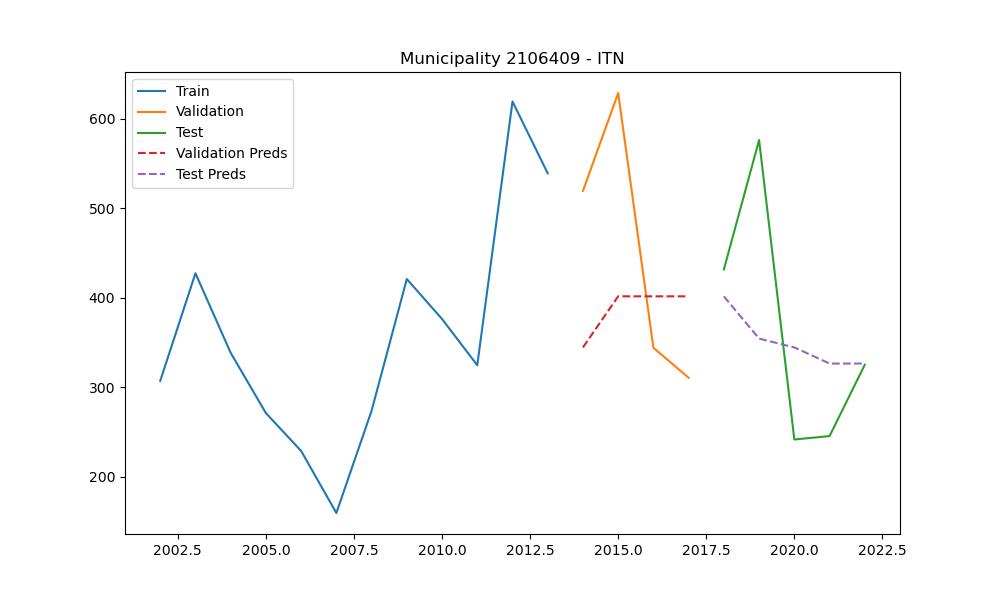 Municipality 2106409 - ITN
Train
Validation
Test
Validation Preds
Test Preds
600
500
400
300
200
2002.5 2005.0 2007.5 2010.0 2012.5 2015.0 2017.5 2020.0 2022.5